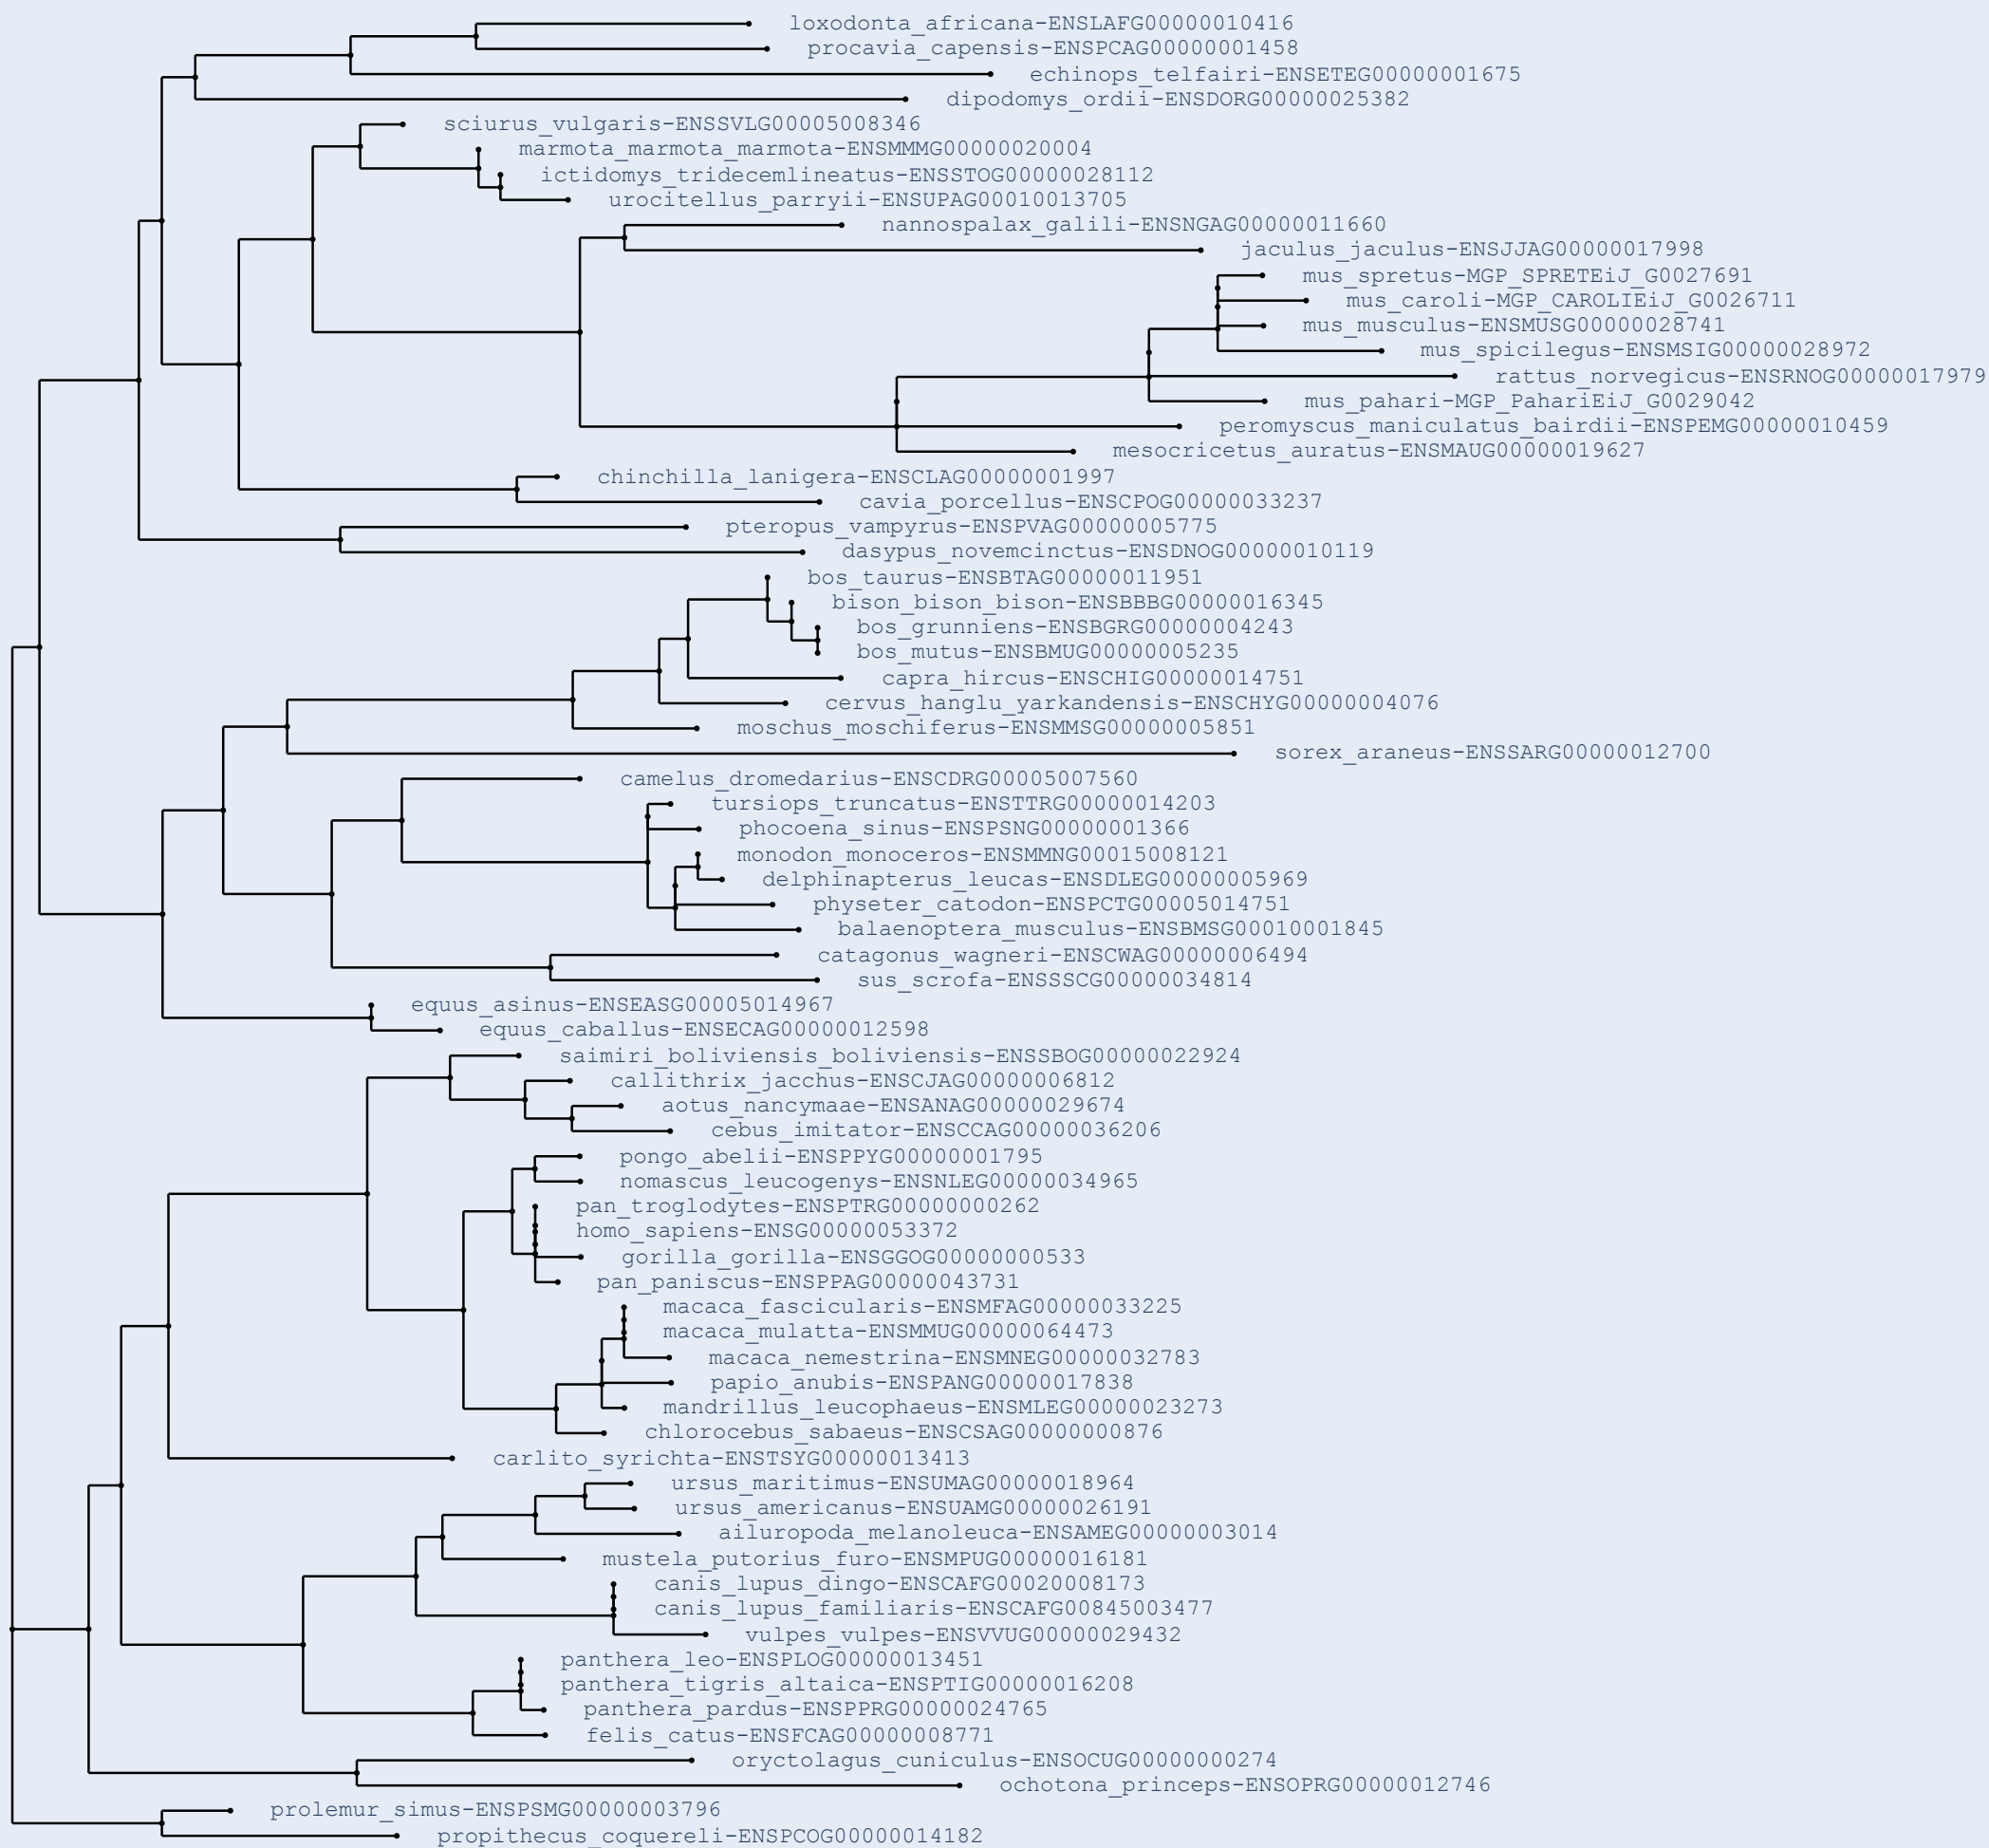 loxodonta_africana-ENSLAFG00000010416
procavia_capensis-ENSPCAG00000001458
echinops_telfairi-ENSETEG00000001675
dipodomys_ordii-ENSDORG00000025382
sciurus_vulgaris-ENSSVLG00005008346
marmota_marmota_marmota-ENSMMMG00000020004
ictidomys_tridecemlineatus-ENSSTOG00000028112
urocitellus_parryii-ENSUPAG00010013705
nannospalax_galili-ENSNGAG00000011660
jaculus_jaculus-ENSJJAG00000017998
mus_spretus-MGP_SPRETEiJ_G0027691
mus_caroli-MGP_CAROLIEiJ_G0026711
mus_musculus-ENSMUSG00000028741
mus_spicilegus-ENSMSIG00000028972
rattus_norvegicus-ENSRNOG00000017979
mus_pahari-MGP_PahariEiJ_G0029042
peromyscus_maniculatus_bairdii-ENSPEMG00000010459
mesocricetus_auratus-ENSMAUG00000019627
chinchilla_lanigera-ENSCLAG00000001997
cavia_porcellus-ENSCPOG00000033237
pteropus_vampyrus-ENSPVAG00000005775
dasypus_novemcinctus-ENSDNOG00000010119
bos_taurus-ENSBTAG00000011951
bison_bison_bison-ENSBBBG00000016345
bos_grunniens-ENSBGRG00000004243
bos_mutus-ENSBMUG00000005235
capra_hircus-ENSCHIG00000014751
cervus_hanglu_yarkandensis-ENSCHYG00000004076
moschus_moschiferus-ENSMMSG00000005851
sorex_araneus-ENSSARG00000012700
camelus_dromedarius-ENSCDRG00005007560
tursiops_truncatus-ENSTTRG00000014203
phocoena_sinus-ENSPSNG00000001366
monodon_monoceros-ENSMMNG00015008121
delphinapterus_leucas-ENSDLEG00000005969
physeter_catodon-ENSPCTG00005014751
balaenoptera_musculus-ENSBMSG00010001845
catagonus_wagneri-ENSCWAG00000006494
sus_scrofa-ENSSSCG00000034814
equus_asinus-ENSEASG00005014967
equus_caballus-ENSECAG00000012598
saimiri_boliviensis_boliviensis-ENSSBOG00000022924
callithrix_jacchus-ENSCJAG00000006812
aotus_nancymaae-ENSANAG00000029674
cebus_imitator-ENSCCAG00000036206
pongo_abelii-ENSPPYG00000001795
nomascus_leucogenys-ENSNLEG00000034965
pan_troglodytes-ENSPTRG00000000262
homo_sapiens-ENSG00000053372
gorilla_gorilla-ENSGGOG00000000533
pan_paniscus-ENSPPAG00000043731
macaca_fascicularis-ENSMFAG00000033225
macaca_mulatta-ENSMMUG00000064473
macaca_nemestrina-ENSMNEG00000032783
papio_anubis-ENSPANG00000017838
mandrillus_leucophaeus-ENSMLEG00000023273
chlorocebus_sabaeus-ENSCSAG00000000876
carlito_syrichta-ENSTSYG00000013413
ursus_maritimus-ENSUMAG00000018964
ursus_americanus-ENSUAMG00000026191
ailuropoda_melanoleuca-ENSAMEG00000003014
mustela_putorius_furo-ENSMPUG00000016181
canis_lupus_dingo-ENSCAFG00020008173
canis_lupus_familiaris-ENSCAFG00845003477
vulpes_vulpes-ENSVVUG00000029432
panthera_leo-ENSPLOG00000013451
panthera_tigris_altaica-ENSPTIG00000016208
panthera_pardus-ENSPPRG00000024765
felis_catus-ENSFCAG00000008771
oryctolagus_cuniculus-ENSOCUG00000000274
ochotona_princeps-ENSOPRG00000012746
prolemur_simus-ENSPSMG00000003796
propithecus_coquereli-ENSPCOG00000014182